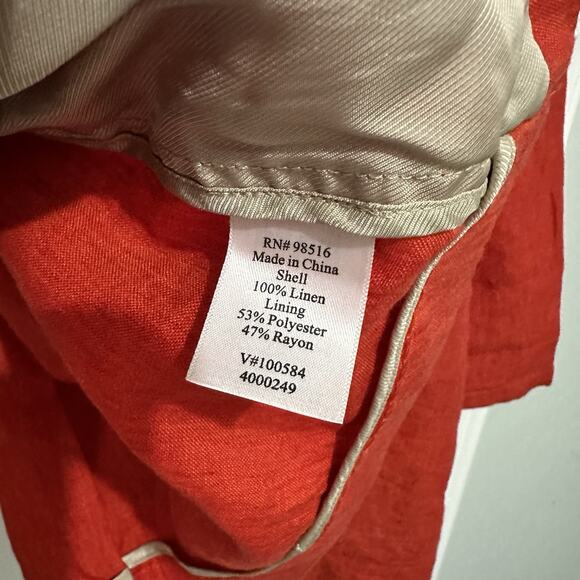 RN# 98516
Made in China
Shell
100% Linen
Lining
53% Polyester
47% Rayon
V#100584
4000249